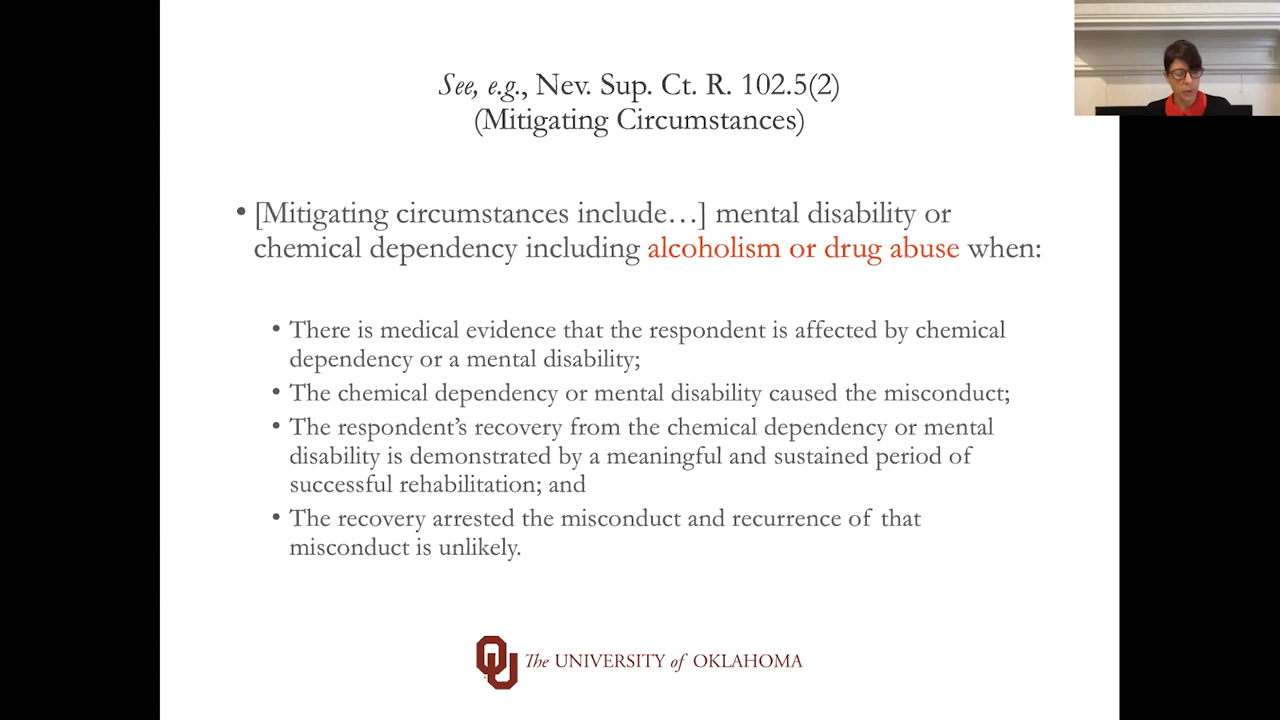 See, e.g., Nev. Sup. Ct. R. 102.5(2)
(Mitigating Circumstances)
• [Mitigating circumstances include…] mental disability or
chemical dependency including alcoholism or drug abuse when:
• There is medical evidence that the respondent is affected by chemical
dependency or a mental disability;
• The chemical dependency or mental disability caused the misconduct;
• The respondent’s recovery from the chemical dependency or mental
disability is demonstrated by a meaningful and sustained period of
successful rehabilitation; and
• The recovery arrested the misconduct and recurrence of that
misconduct is unlikely.
OU The UNIVERSITY of OKLAHOMA